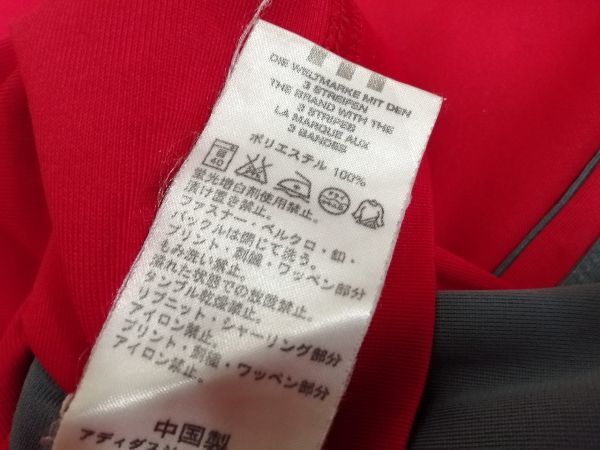 DIE WELTMARKE MIT DEN
3 STREIFEN
THE BRAND WITH THE
3 STRIPES
LA MARQUE AUX
3 BANDES
ポリエステル 100%
40
蛍光増白剤使用禁止。
漬け置き禁止。
ファスナー・ベルクロ・釦・
バックルは閉じて洗う。
プリント・刺繍・ワッペン部分
もみ洗い禁止。
濡れた状態での放置禁止。
タンブル乾燥禁止。
リブニット・シャーリング部分
アイロン禁止。
プリント・刺繍・ワッペン部分
アイロン禁止。
中国製
アディダス